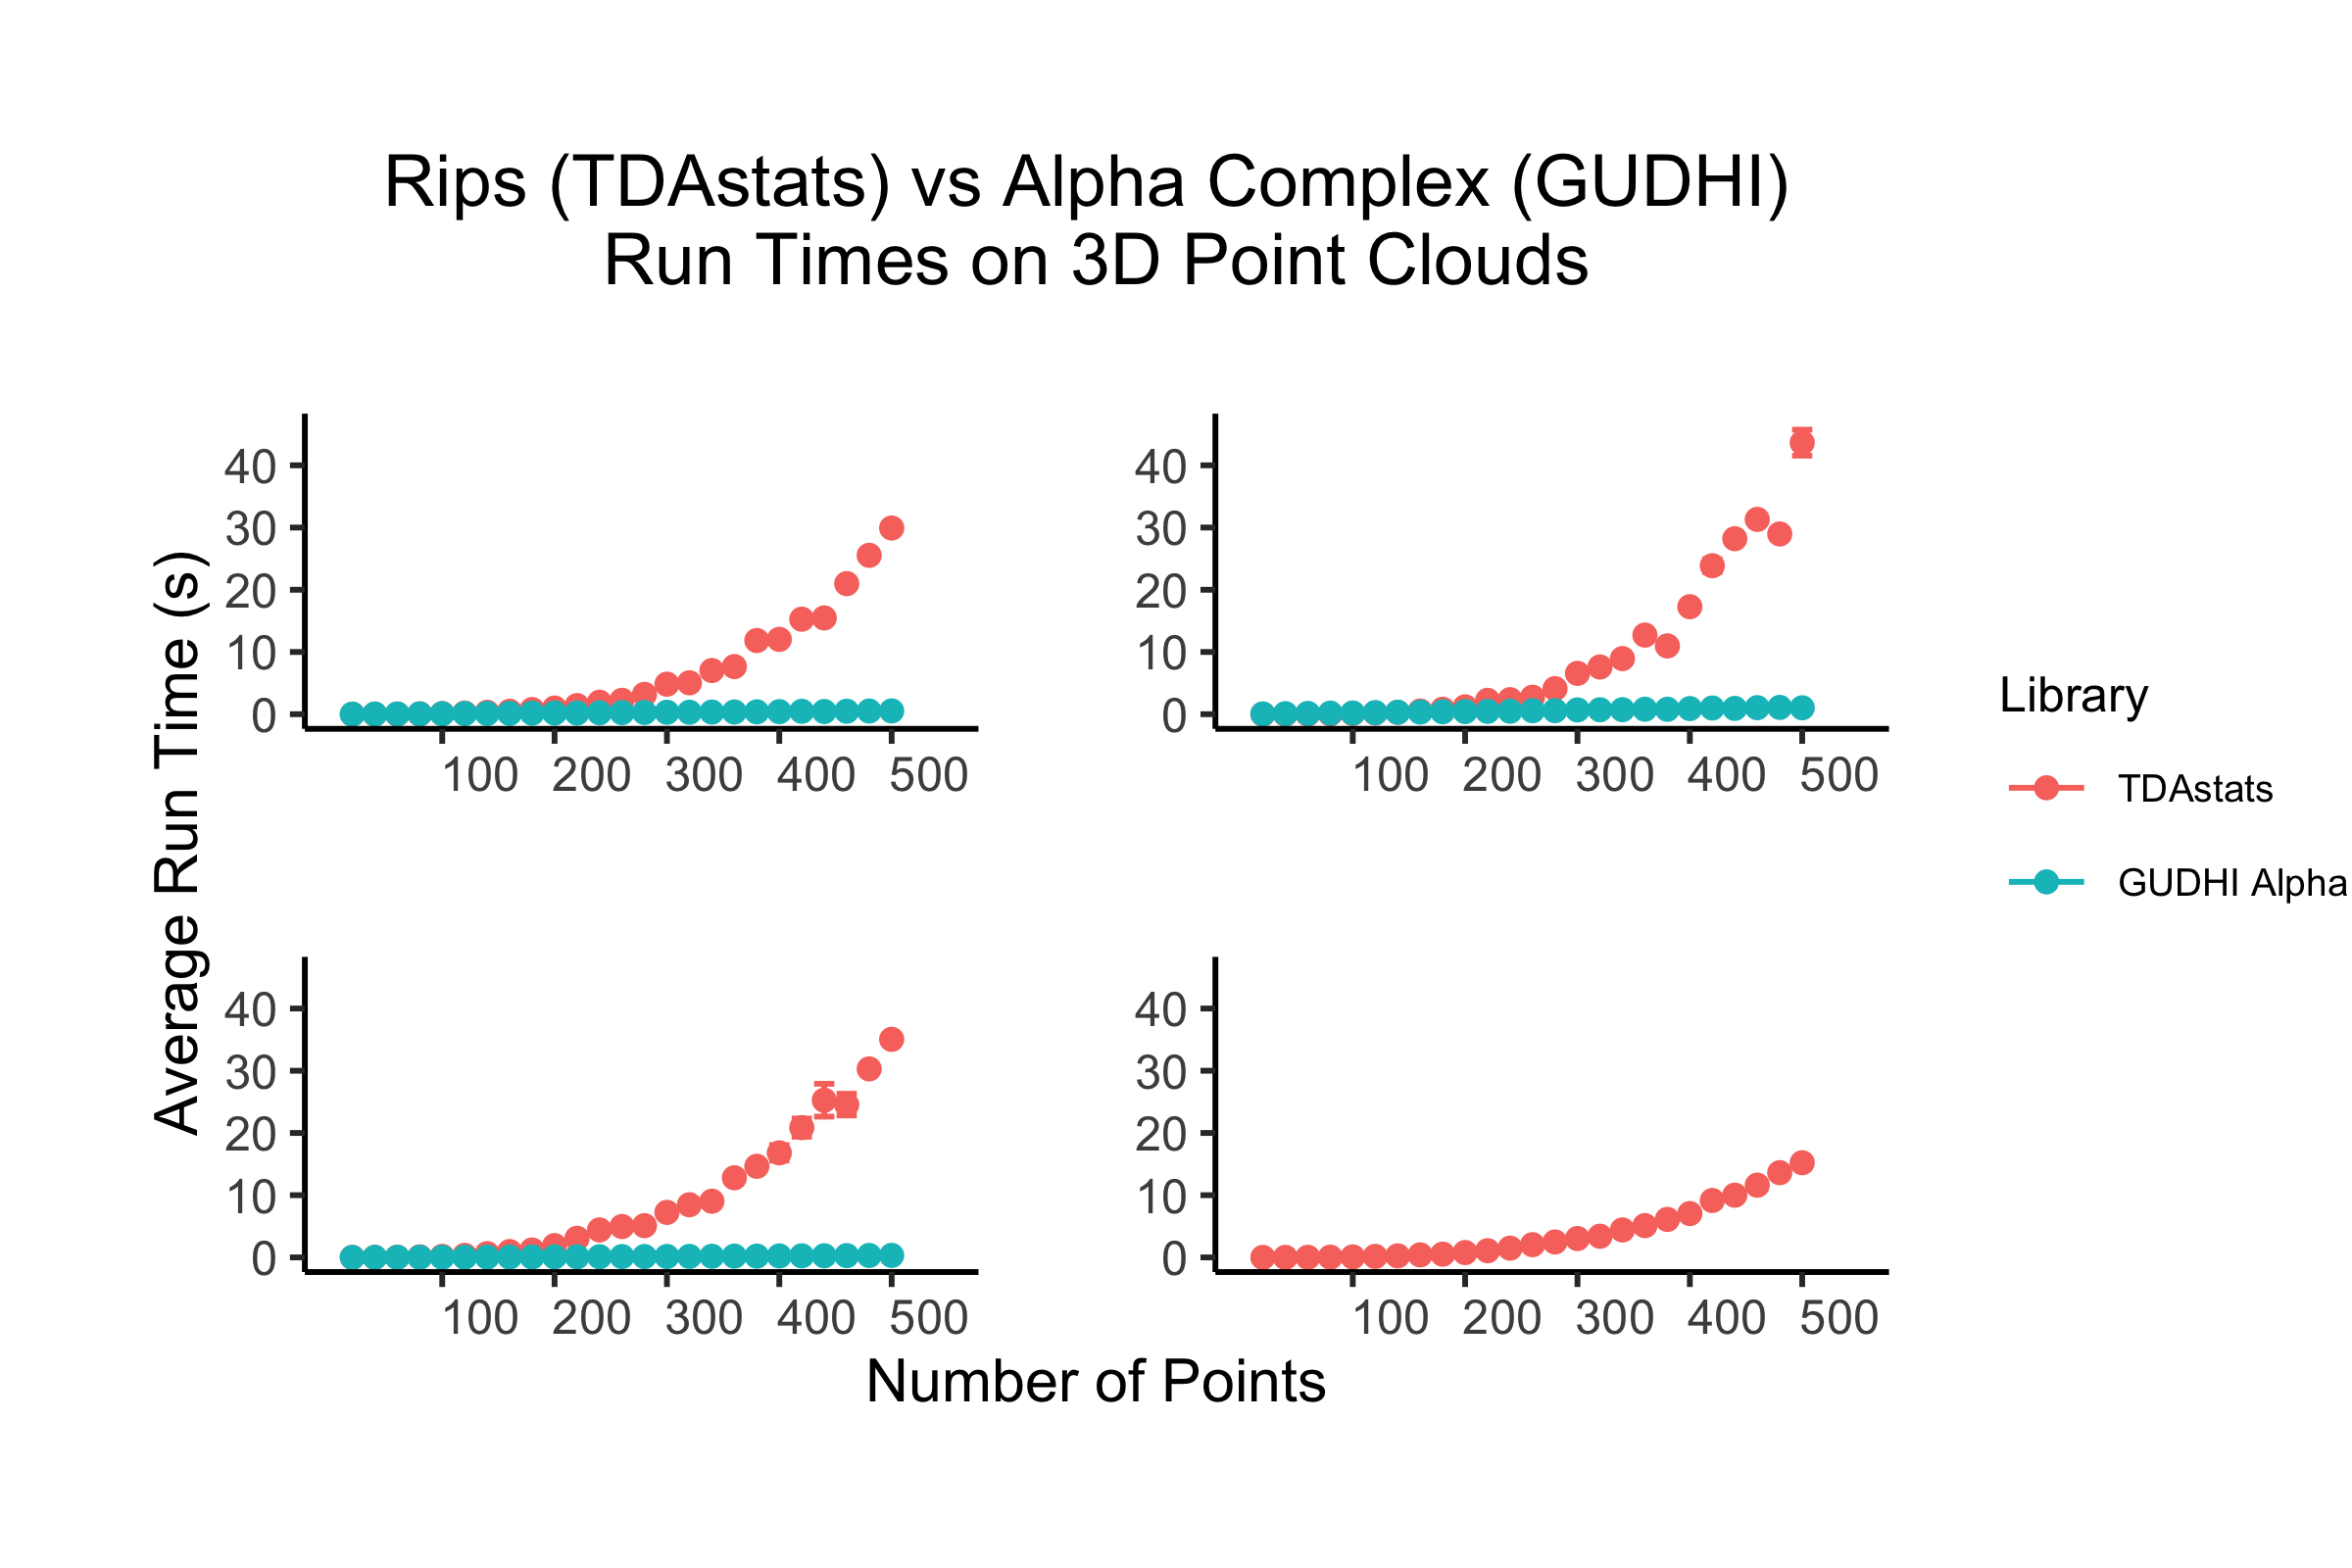 Rips (TDAstats) vs Alpha Complex (GUDHI)
Run Times on 3D Point Clouds
Average Run Time (s)
40
30
20
10
0
100 200 300 400 500
40
30
20
10
0
100 200 300 400 500
40
30
20
10
0
100 200 300 400 500
40
30
20
10
0
100 200 300 400 500
Number of Points
Library
TDAstats
GUDHI Alpha